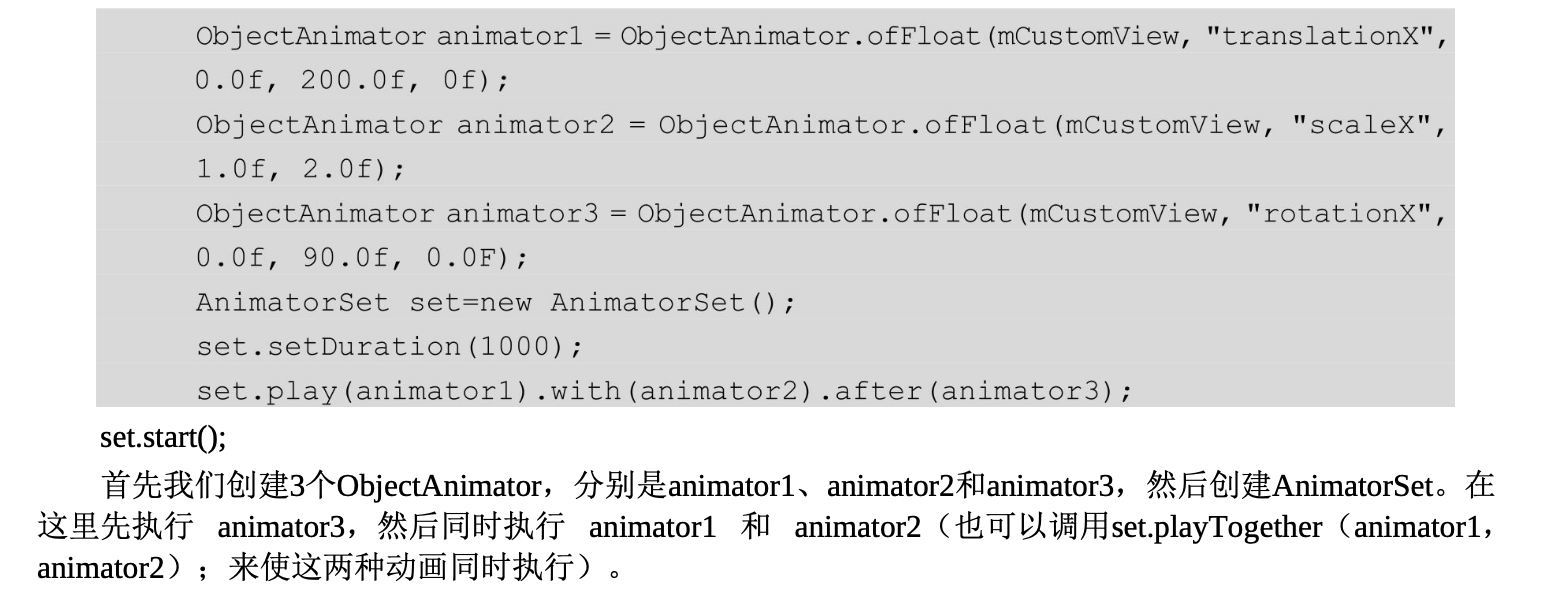 ObjectAnimator animator1 = ObjectAnimator.ofFloat(mCustomView, "translationX",
0.0f, 200.0f, 0f);
ObjectAnimator animator2 = ObjectAnimator.ofFloat(mCustomView, "scaleX",
1.0f, 2.0f);
ObjectAnimator animator3 = ObjectAnimator.ofFloat(mCustomView, "rotationX",
0.0f, 90.0f, 0.0F);
AnimatorSet set=new AnimatorSet();
set.setDuration(1000);
set.play(animator1).with(animator2).after(animator3);
set.start();
首先我们创建3个ObjectAnimator，分别是animator1、animator2和animator3，然后创建AnimatorSet。在
这里先执行 animator3，然后同时执行 animator1 和 animator2（也可以调用set.playTogether（animator1，
animator2）；来使这两种动画同时执行）。